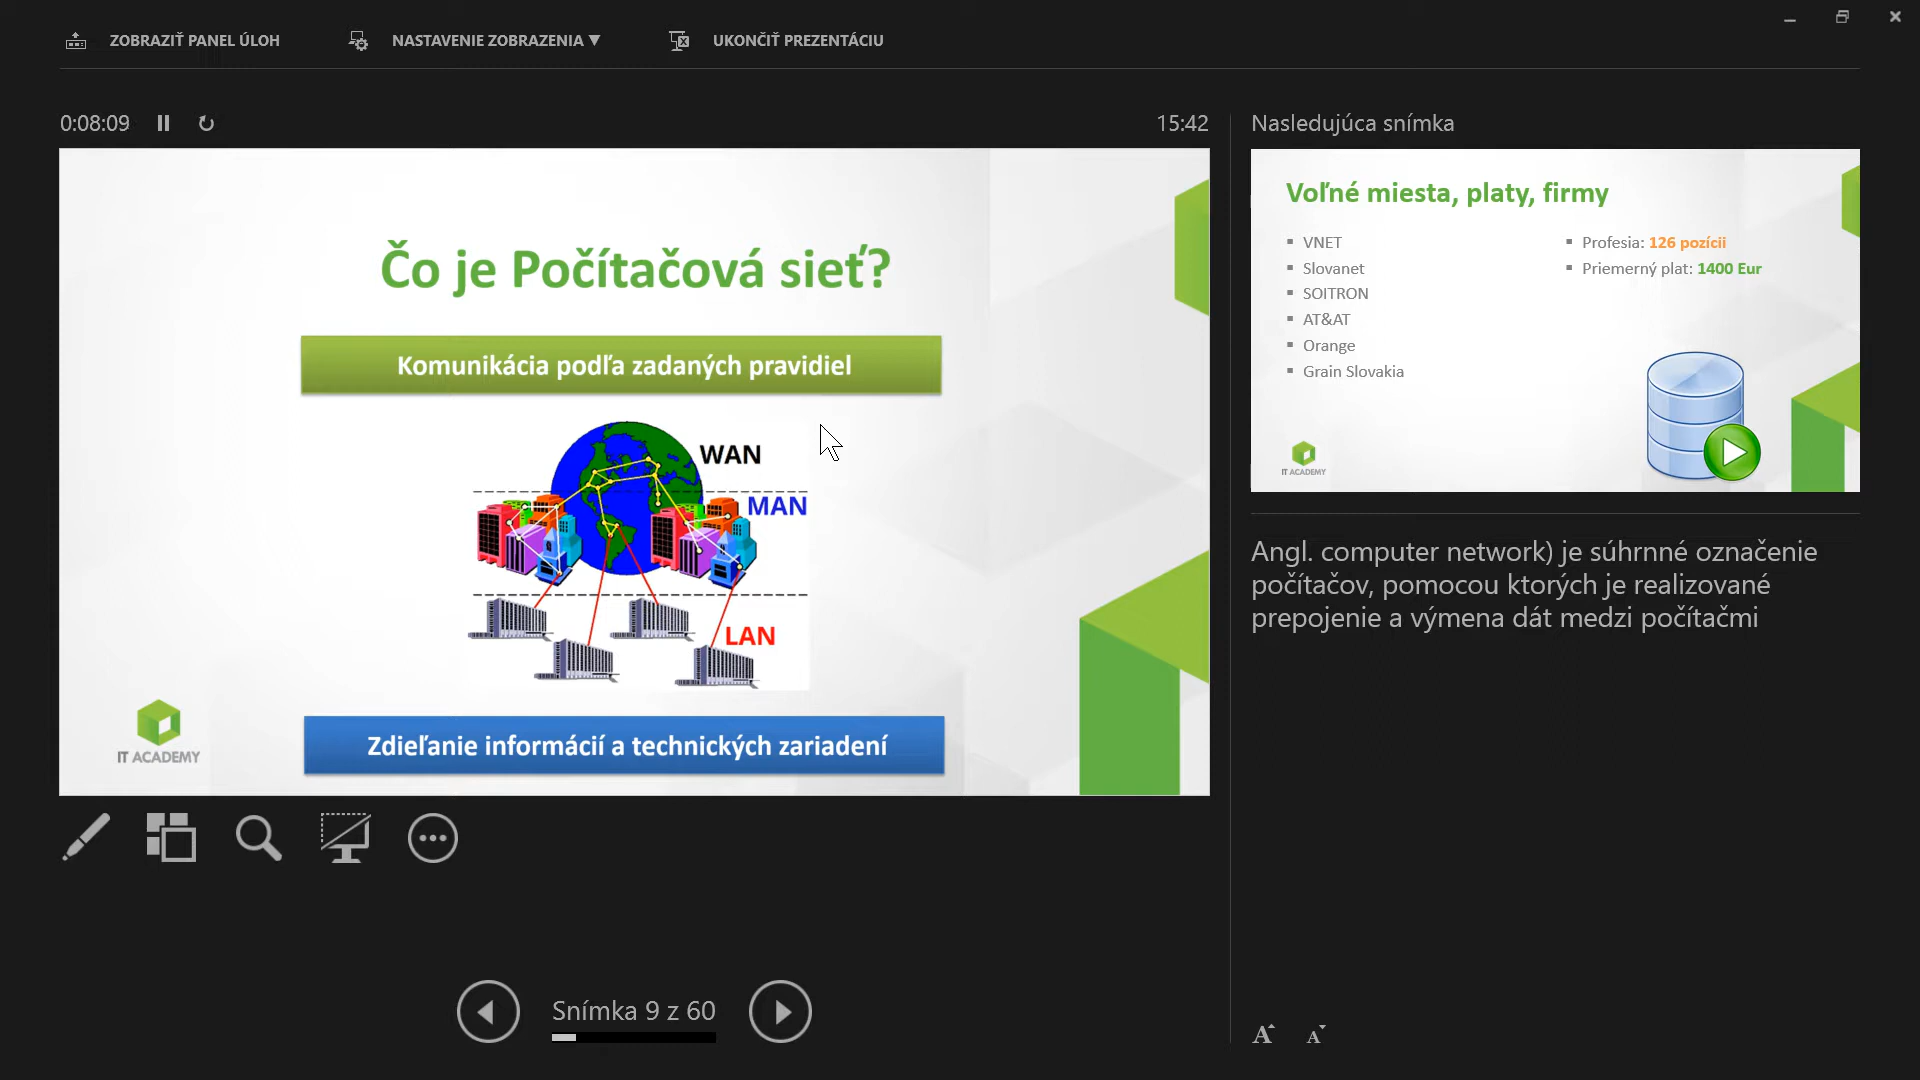 ZOBRAZIŤ PANEL ÚLOH
NASTAVENIE ZOBRAZENIA ▼
UKONČIŤ PREZENTÁCIU
0:08:09
15:42
Čo je Počítačová sieť?
Komunikácia podľa zadaných pravidiel
WAN
MAN
LAN
IT ACADEMY
Zdieľanie informácií a technických zariadení
Snímka 9 z 60
Nasledujúca snímka
Voľné miesta, platy, firmy
VNET
Slovanet
SOITRON
AT&AT
Orange
Grain Slovakia
Profesia: 126 pozícii
Priemerný plat: 1400 Eur
IT ACADEMY
Angl. computer network) je súhrnné označenie
počítačov, pomocou ktorých je realizované
prepojenie a výmena dát medzi počítačmi
A
A